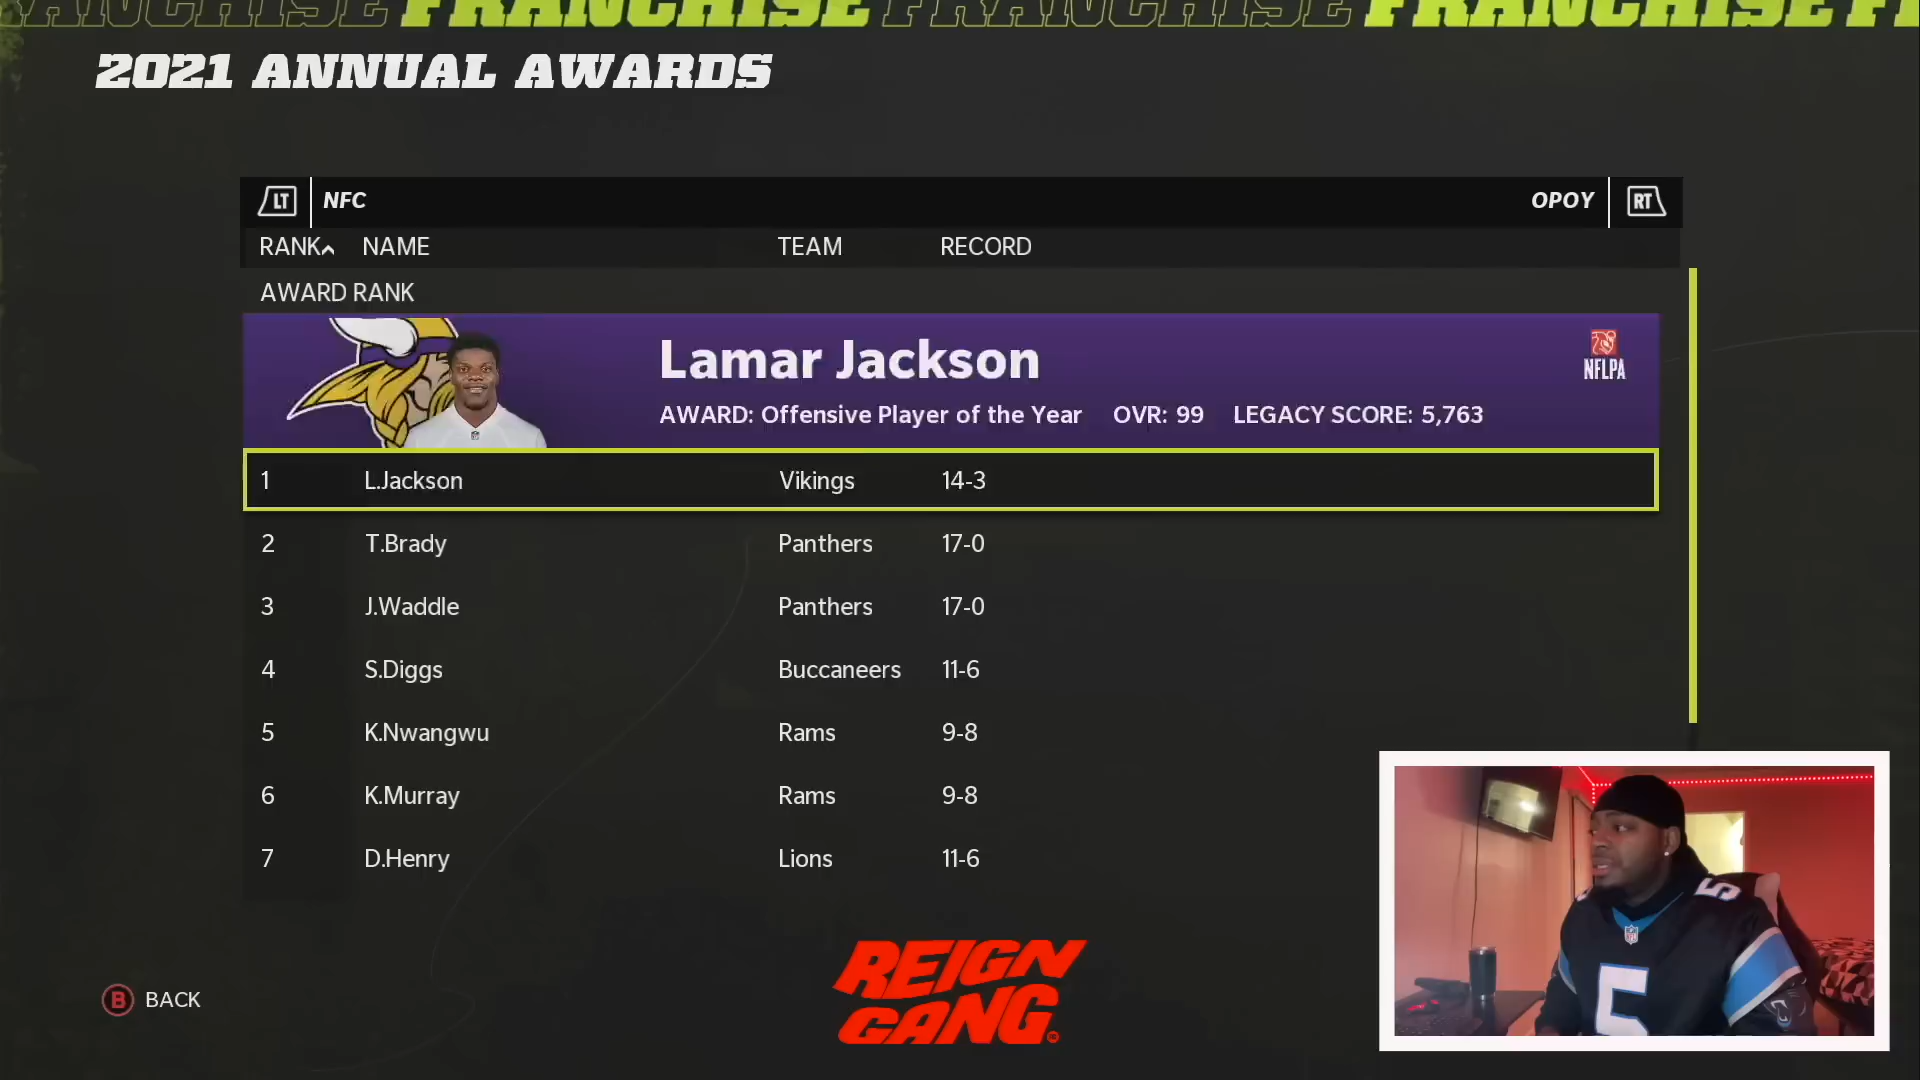 FRANCHISE FRANCHISE FRANCHISE FRANCHISE
2021 ANNUAL AWARDS
LT NFC OPOY RT
RANK NAME TEAM RECORD
AWARD RANK
Lamar Jackson
NFLPA
AWARD: Offensive Player of the Year OVR: 99 LEGACY SCORE: 5,763
1 L.Jackson Vikings 14-3
2 T.Brady Panthers 17-0
3 J.Waddle Panthers 17-0
4 S.Diggs Buccaneers 11-6
5 K.Nwangwu Rams 9-8
6 K.Murray Rams 9-8
7 D.Henry Lions 11-6
5
5
REIGN
GANG
B BACK